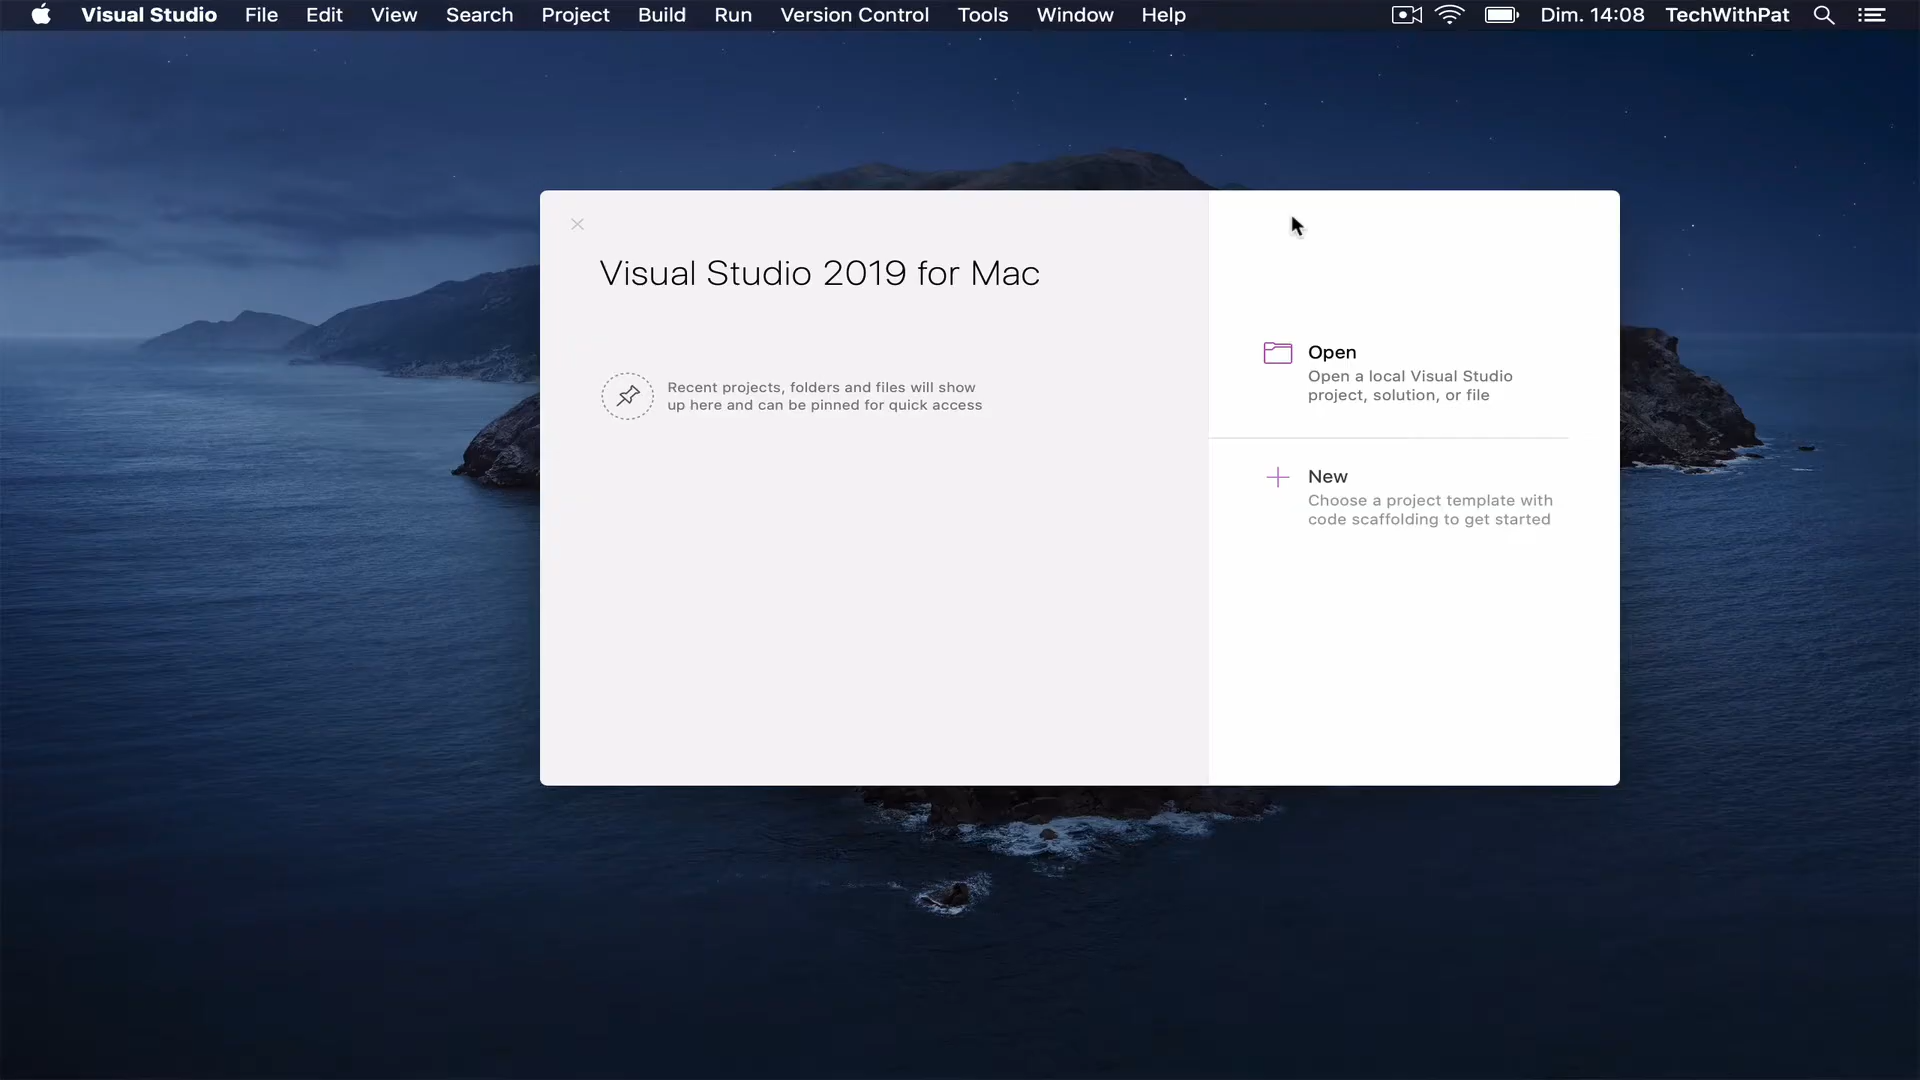 Visual Studio File Edit View Search Project Build Run Version Control Tools Window Help Dim. 14:08 TechWithPat
Visual Studio 2019 for Mac
Recent projects, folders and files will show
up here and can be pinned for quick access
Open
Open a local Visual Studio
project, solution, or file
New
Choose a project template with
code scaffolding to get started